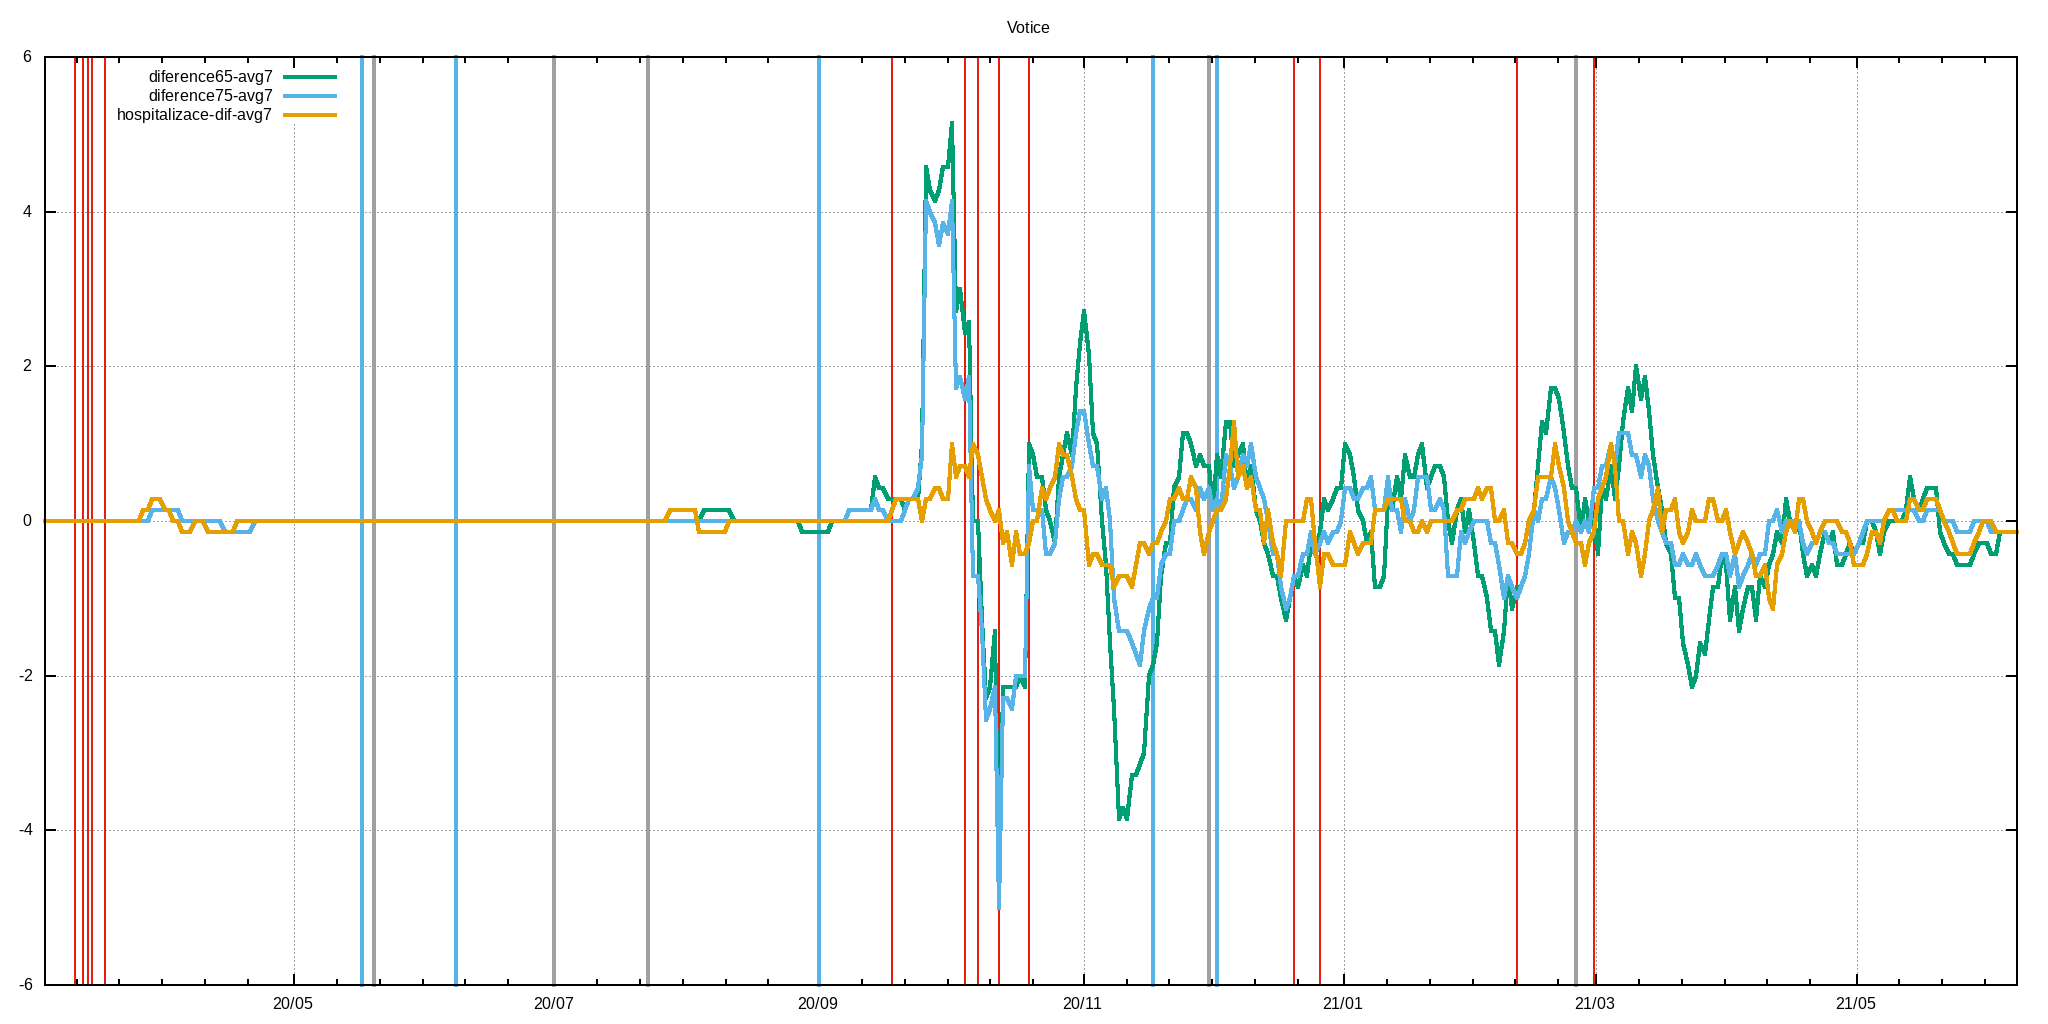 Votice
diference65-avg7
diference75-avg7
hospitalizace-dif-avg7
6
4
2
0
-2
-4
-6
20/05 20/07 20/09 20/11 21/01 21/03 21/05